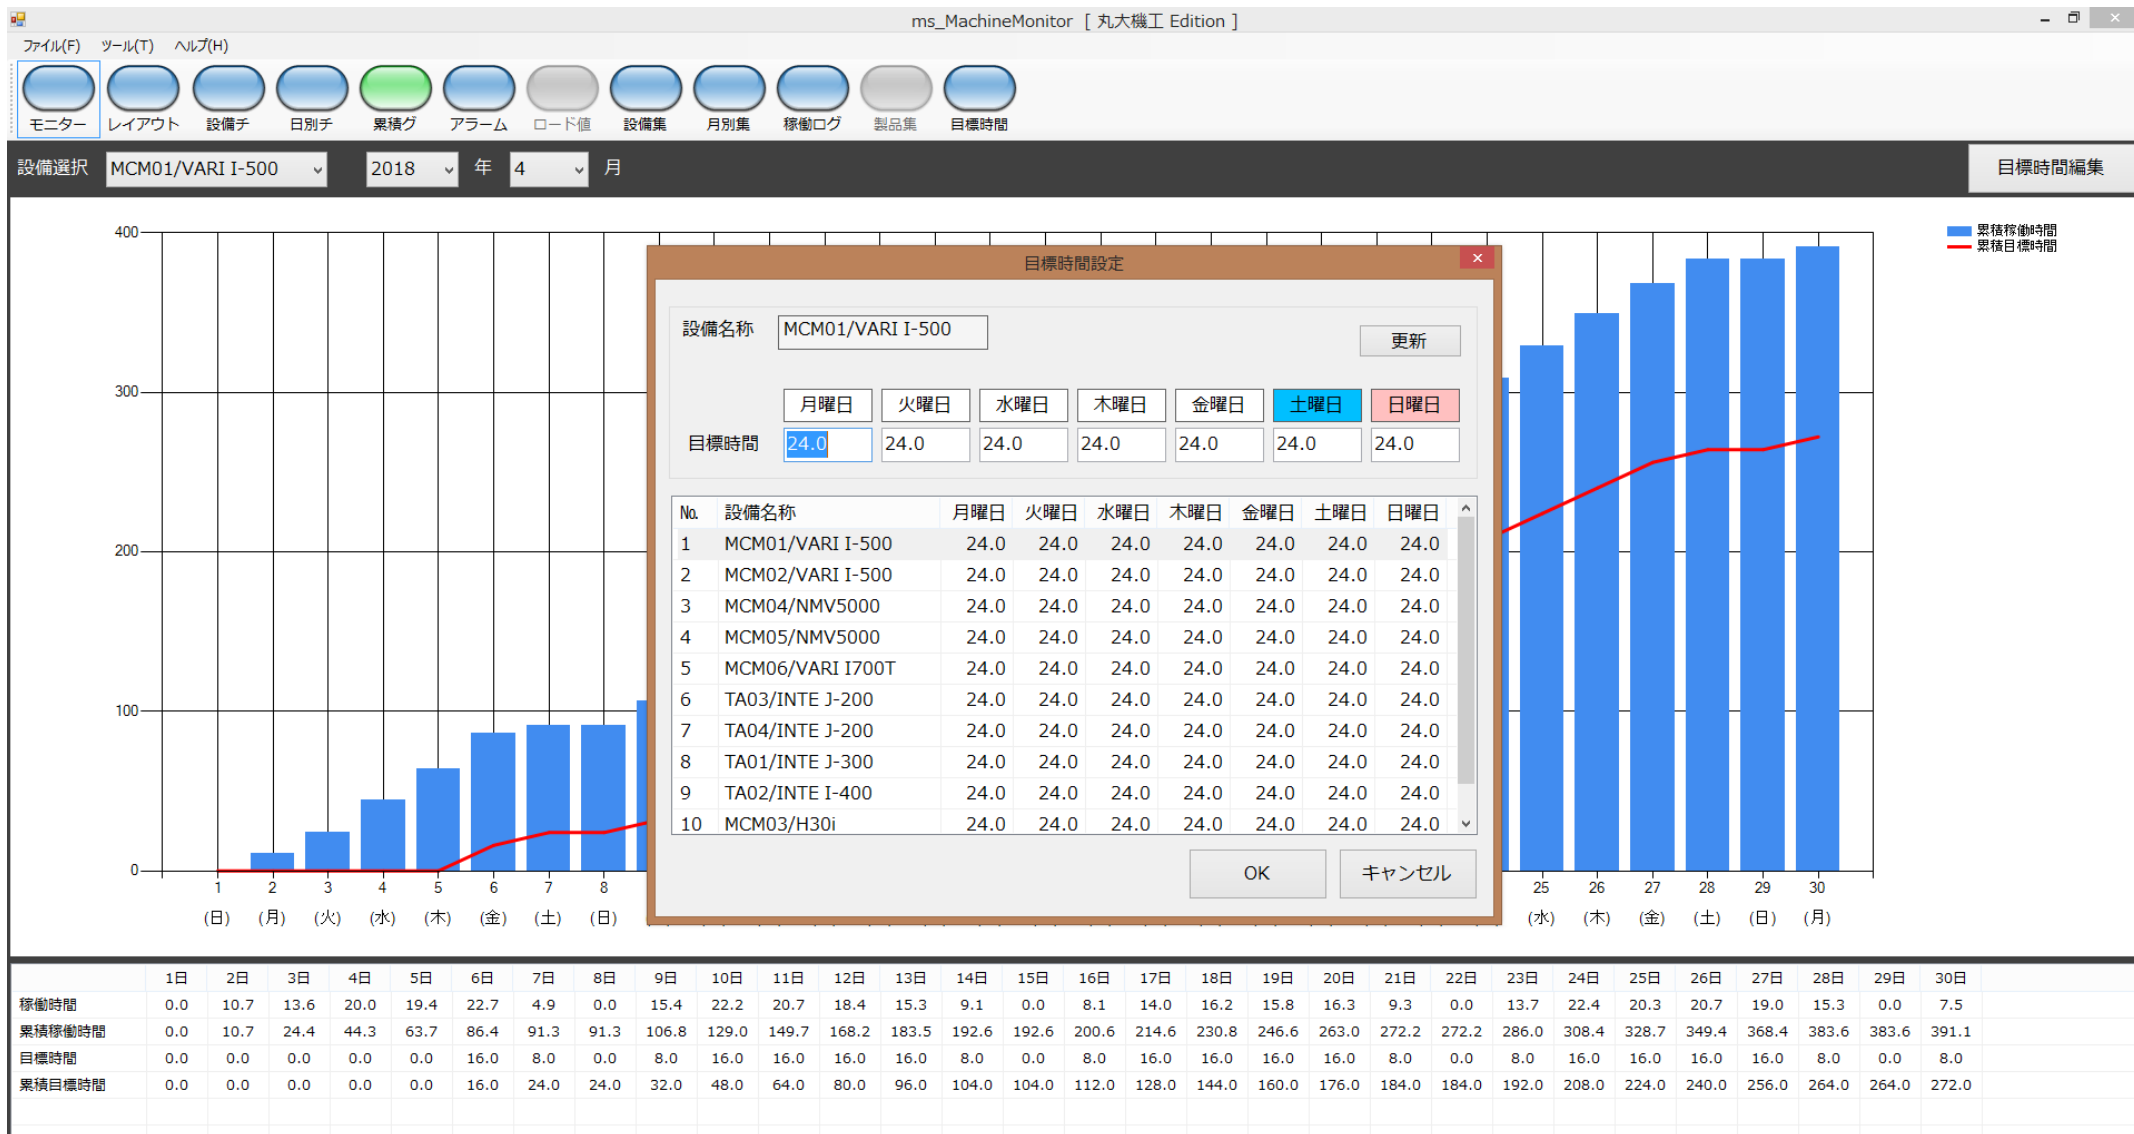 ms_MachineMonitor [ 丸大機工 Edition ]
ファイル(F) ツール(T) ヘルプ(H)
モニター レイアウト 設備チ 日別チ 累積グ アラーム ロード値 設備集 月別集 稼働ログ 製品集 目標時間
設備選択 MCM01/VARI I-500 2018 年 4 月 目標時間編集
累積稼働時間
累積目標時間
400
300
200
100
0
1 2 3 4 5 6 7 8 25 26 27 28 29 30
(日) (月) (火) (水) (木) (金) (土) (日) (水) (木) (金) (土) (日) (月)
目標時間設定
設備名称 MCM01/VARI I-500 更新
月曜日 火曜日 水曜日 木曜日 金曜日 土曜日 日曜日
目標時間 24.0 24.0 24.0 24.0 24.0 24.0 24.0
No. 設備名称 月曜日 火曜日 水曜日 木曜日 金曜日 土曜日 日曜日
1 MCM01/VARI I-500 24.0 24.0 24.0 24.0 24.0 24.0 24.0
2 MCM02/VARI I-500 24.0 24.0 24.0 24.0 24.0 24.0 24.0
3 MCM04/NMV5000 24.0 24.0 24.0 24.0 24.0 24.0 24.0
4 MCM05/NMV5000 24.0 24.0 24.0 24.0 24.0 24.0 24.0
5 MCM06/VARI I700T 24.0 24.0 24.0 24.0 24.0 24.0 24.0
6 TA03/INTE J-200 24.0 24.0 24.0 24.0 24.0 24.0 24.0
7 TA04/INTE J-200 24.0 24.0 24.0 24.0 24.0 24.0 24.0
8 TA01/INTE J-300 24.0 24.0 24.0 24.0 24.0 24.0 24.0
9 TA02/INTE I-400 24.0 24.0 24.0 24.0 24.0 24.0 24.0
10 MCM03/H30i 24.0 24.0 24.0 24.0 24.0 24.0 24.0
OK キャンセル
1日 2日 3日 4日 5日 6日 7日 8日 9日 10日 11日 12日 13日 14日 15日 16日 17日 18日 19日 20日 21日 22日 23日 24日 25日 26日 27日 28日 29日 30日
稼働時間 0.0 10.7 13.6 20.0 19.4 22.7 4.9 0.0 15.4 22.2 20.7 18.4 15.3 9.1 0.0 8.1 14.0 16.2 15.8 16.3 9.3 0.0 13.7 22.4 20.3 20.7 19.0 15.3 0.0 7.5
累積稼働時間 0.0 10.7 24.4 44.3 63.7 86.4 91.3 91.3 106.8 129.0 149.7 168.2 183.5 192.6 192.6 200.6 214.6 230.8 246.6 263.0 272.2 272.2 286.0 308.4 328.7 349.4 368.4 383.6 383.6 391.1
目標時間 0.0 0.0 0.0 0.0 0.0 16.0 8.0 0.0 8.0 16.0 16.0 16.0 16.0 8.0 0.0 8.0 16.0 16.0 16.0 16.0 8.0 0.0 8.0 16.0 16.0 16.0 16.0 8.0 0.0 8.0
累積目標時間 0.0 0.0 0.0 0.0 0.0 16.0 24.0 24.0 32.0 48.0 64.0 80.0 96.0 104.0 104.0 112.0 128.0 144.0 160.0 176.0 184.0 184.0 192.0 208.0 224.0 240.0 256.0 264.0 264.0 272.0